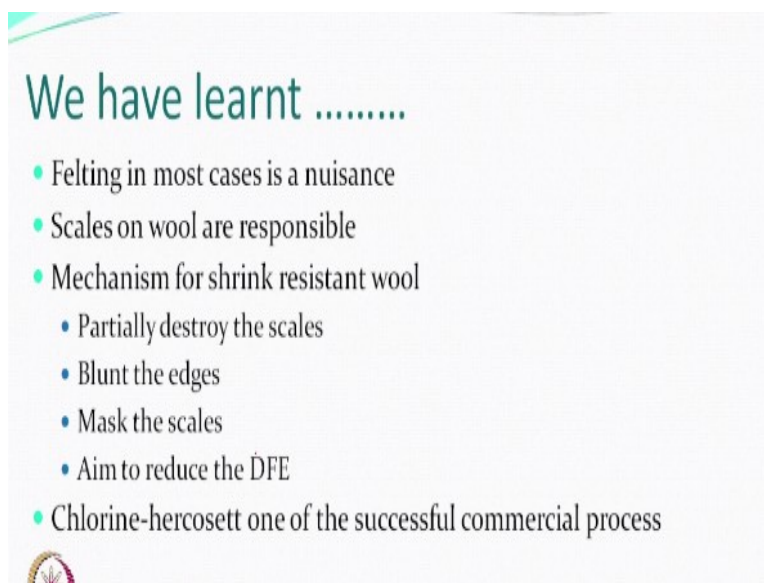 We have learnt .........
• Felting in most cases is a nuisance
• Scales on wool are responsible
• Mechanism for shrink resistant wool
• Partially destroy the scales
• Blunt the edges
• Mask the scales
• Aim to reduce the DFE
• Chlorine-hercosett one of the successful commercial process